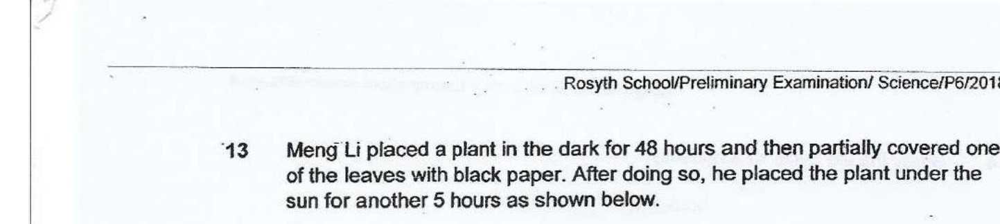 Rosyth School/Preliminary Examination/ Science/P6/2018
13 Meng Li placed a plant in the dark for 48 hours and then partially covered one
of the leaves with black paper. After doing so, he placed the plant under the
sun for another 5 hours as shown below.